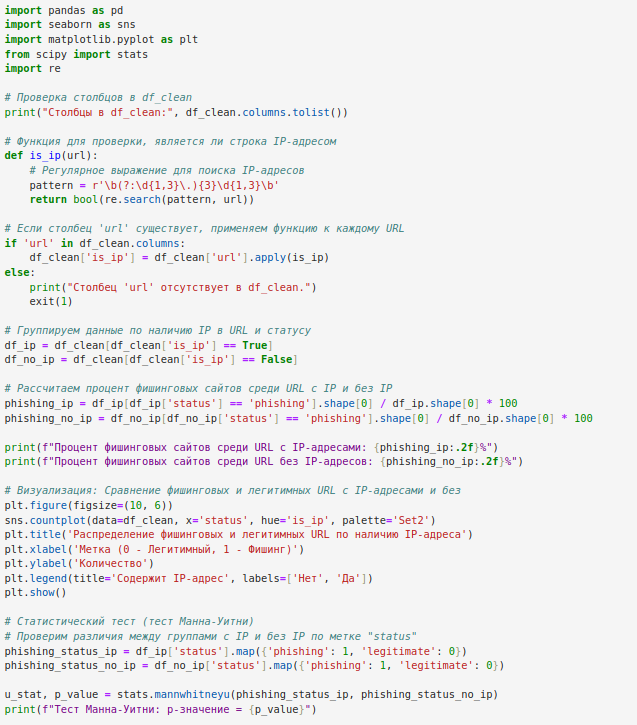 import pandas as pd
import seaborn as sns
import matplotlib.pyplot as plt
from scipy import stats
import re

# Проверка столбцов в df_clean
print("Столбцы в df_clean:", df_clean.columns.tolist())

# Функция для проверки, является ли строка IP-адресом
def is_ip(url):
    # Регулярное выражение для поиска IP-адресов
    pattern = r'\b(?:\d{1,3}\.){3}\d{1,3}\b'
    return bool(re.search(pattern, url))

# Если столбец 'url' существует, применяем функцию к каждому URL
if 'url' in df_clean.columns:
    df_clean['is_ip'] = df_clean['url'].apply(is_ip)
else:
    print("Столбец 'url' отсутствует в df_clean.")
    exit(1)

# Группируем данные по наличию IP в URL и статусу
df_ip = df_clean[df_clean['is_ip'] == True]
df_no_ip = df_clean[df_clean['is_ip'] == False]

# Рассчитаем процент фишинговых сайтов среди URL с IP и без IP
phishing_ip = df_ip[df_ip['status'] == 'phishing'].shape[0] / df_ip.shape[0] * 100
phishing_no_ip = df_no_ip[df_no_ip['status'] == 'phishing'].shape[0] / df_no_ip.shape[0] * 100

print(f"Процент фишинговых сайтов среди URL с IP-адресами: {phishing_ip:.2f}%")
print(f"Процент фишинговых сайтов среди URL без IP-адресов: {phishing_no_ip:.2f}%")

# Визуализация: Сравнение фишинговых и легитимных URL с IP-адресами и без
plt.figure(figsize=(10, 6))
sns.countplot(data=df_clean, x='status', hue='is_ip', palette='Set2')
plt.title('Распределение фишинговых и легитимных URL по наличию IP-адреса')
plt.xlabel('Метка (0 - Легитимный, 1 - Фишинг)')
plt.ylabel('Количество')
plt.legend(title='Содержит IP-адрес', labels=['Нет', 'Да'])
plt.show()

# Статистический тест (тест Манна-Уитни)
# Проверим различия между группами с IP и без IP по метке "status"
phishing_status_ip = df_ip['status'].map({'phishing': 1, 'legitimate': 0})
phishing_status_no_ip = df_no_ip['status'].map({'phishing': 1, 'legitimate': 0})

u_stat, p_value = stats.mannwhitneyu(phishing_status_ip, phishing_status_no_ip)
print(f"Тест Манна-Уитни: p-значение = {p_value}")